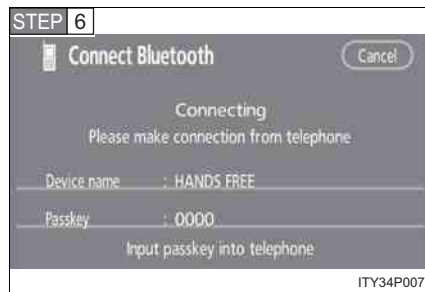 STEP 6
Connect Bluetooth Cancel
Connecting
Please make connection from telephone
Device name : HANDS FREE
Passkey : 0000
Input passkey into telephone
ITY34P007